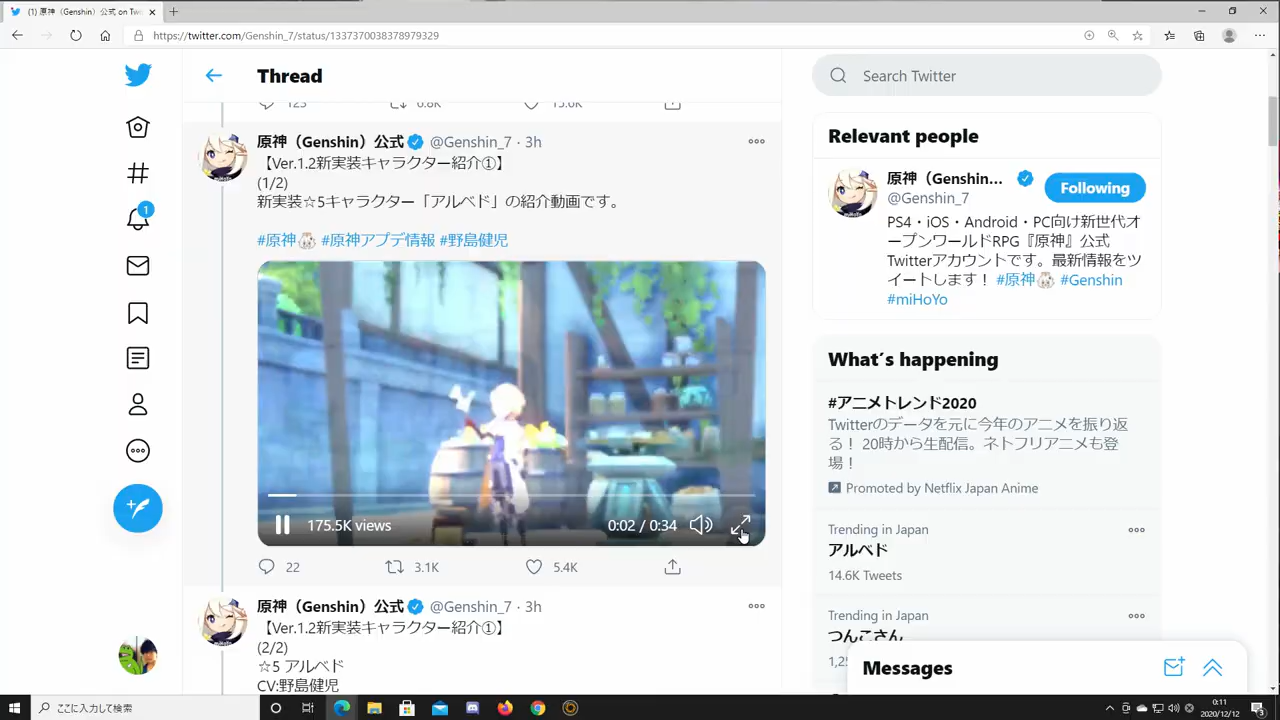 (1) 原神（Genshin）公式 on Tw
https://twitter.com/Genshin_7/status/1337370038378979329
Thread
Search Twitter
123 6.8K 15.0K
原神（Genshin）公式 @Genshin_7 · 3h
【Ver.1.2新実装キャラクター紹介①】
(1/2)
新実装☆5キャラクター「アルベド」の紹介動画です。
#原神 #原神アプデ情報 #野島健児
175.5K views 0:02 / 0:34
22 3.1K 5.4K
原神（Genshin）公式 @Genshin_7 · 3h
【Ver.1.2新実装キャラクター紹介①】
(2/2)
☆5 アルベド
CV:野島健児
1
Relevant people
原神（Genshin...
@Genshin_7
Following
PS4・iOS・Android・PC向け新世代オ
ープンワールドRPG『原神』公式
Twitterアカウントです。最新情報をツ
イートします！ #原神 #Genshin
#miHoYo
What's happening
#アニメトレンド2020
Twitterのデータを元に今年のアニメを振り返
る！ 20時から生配信。ネトフリアニメも登
場！
Promoted by Netflix Japan Anime
Trending in Japan
アルベド
14.6K Tweets
Trending in Japan
つんこさん
Messages
ここに入力して検索
0:11
2020/12/12
3